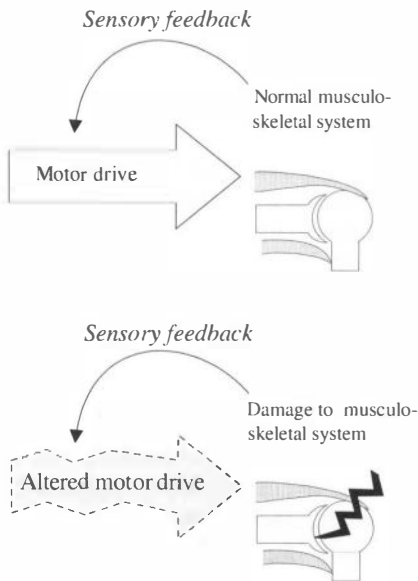 Sensory feedback
Normal musculo-
skeletal system
Motor drive
Sensory feedback
Damage to musculo-
skeletal system
Altered motor drive